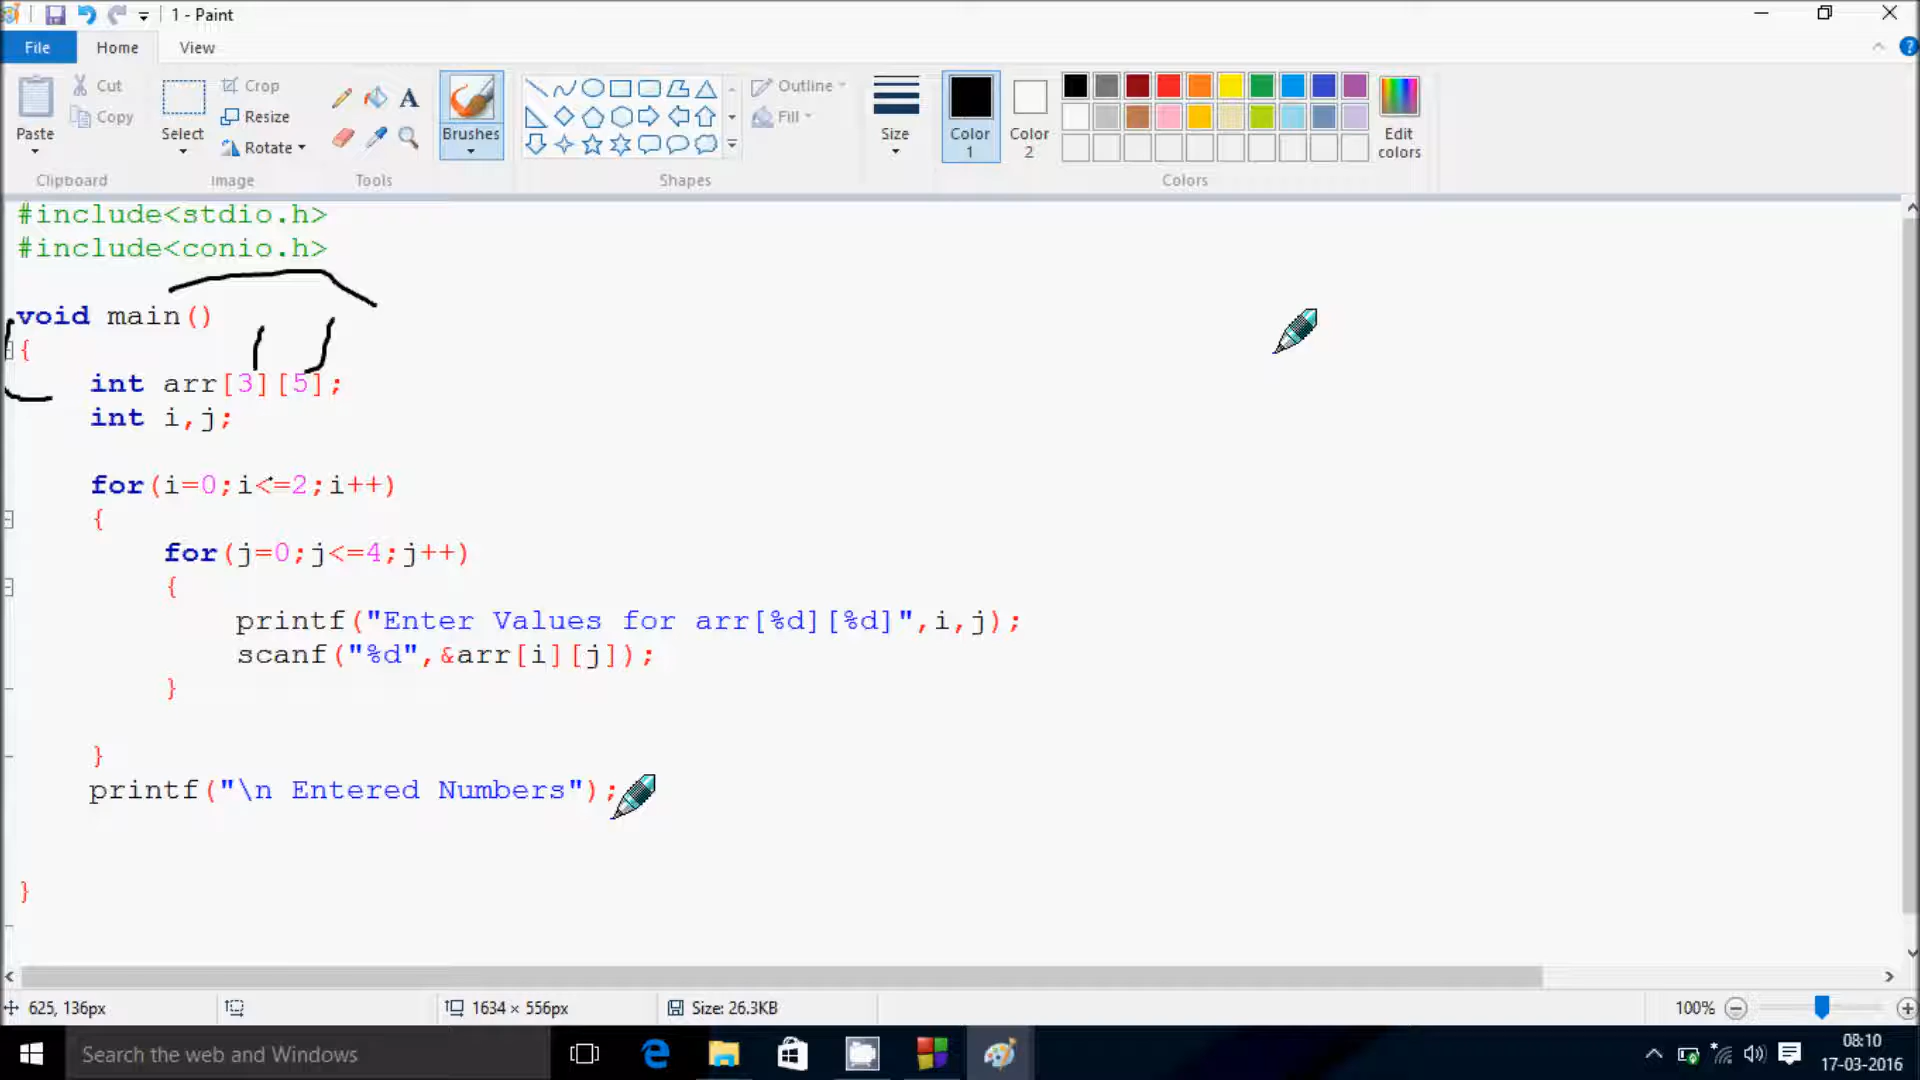 1 - Paint
File Home View
Paste
Cut
Copy
Clipboard
Select
Crop
Resize
Rotate
Image
Tools
Brushes
Shapes
Outline
Fill
Size
Color 1
Color 2
Edit colors
Colors
#include<stdio.h>
#include<conio.h>
void main()
{
int arr[3][5];
int i,j;
for(i=0;i<=2;i++)
{
for(j=0;j<=4;j++)
{
printf("Enter Values for arr[%d][%d]",i,j);
scanf("%d",&arr[i][j]);
}
}
printf("\n Entered Numbers");
}
625, 136px
1634 × 556px
Size: 26.3KB
100%
Search the web and Windows
08:10
17-03-2016